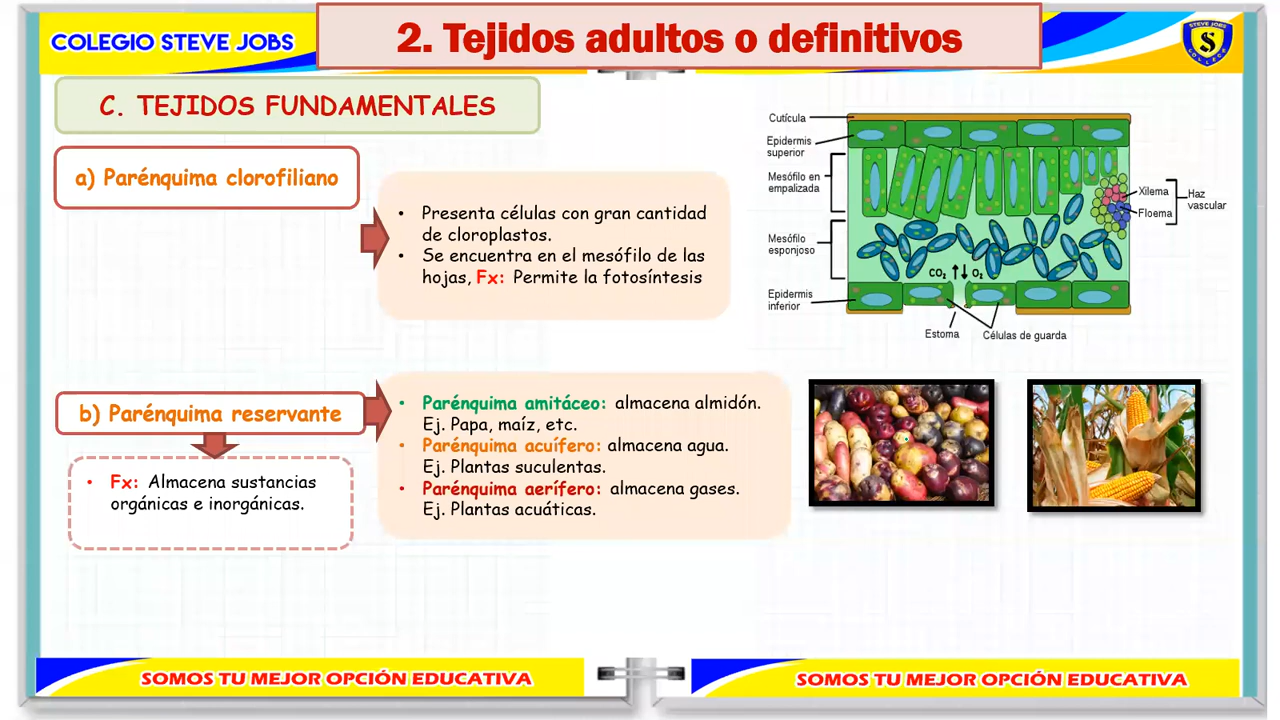 COLEGIO STEVE JOBS
2. Tejidos adultos o definitivos
STEVE JOBS
S
COLLEGE
C. TEJIDOS FUNDAMENTALES
a) Parénquima clorofiliano
• Presenta células con gran cantidad
de cloroplastos.
• Se encuentra en el mesófilo de las
hojas, Fx: Permite la fotosíntesis
Cutícula
Epidermis
superior
Mesófilo en
empalizada
Mesófilo
esponjoso
Epidermis
inferior
Xilema
Floema
Haz
vascular
CO₂ O₂
Estoma
Células de guarda
b) Parénquima reservante
• Fx: Almacena sustancias
orgánicas e inorgánicas.
• Parénquima amitáceo: almacena almidón.
Ej. Papa, maíz, etc.
• Parénquima acuífero: almacena agua.
Ej. Plantas suculentas.
• Parénquima aerífero: almacena gases.
Ej. Plantas acuáticas.
SOMOS TU MEJOR OPCIÓN EDUCATIVA
SOMOS TU MEJOR OPCIÓN EDUCATIVA